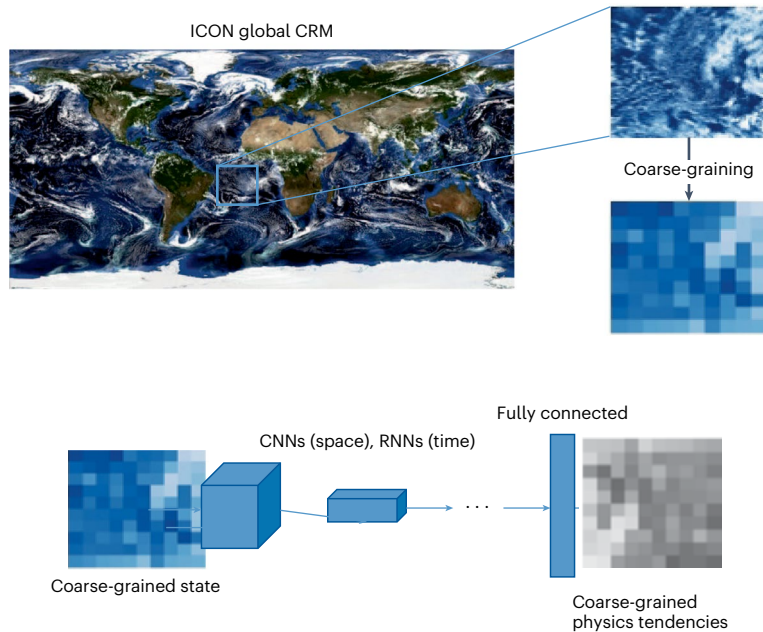 ICON global CRM
Coarse-graining
Fully connected
CNNs (space), RNNs (time)
. . .
Coarse-grained state
Coarse-grained
physics tendencies